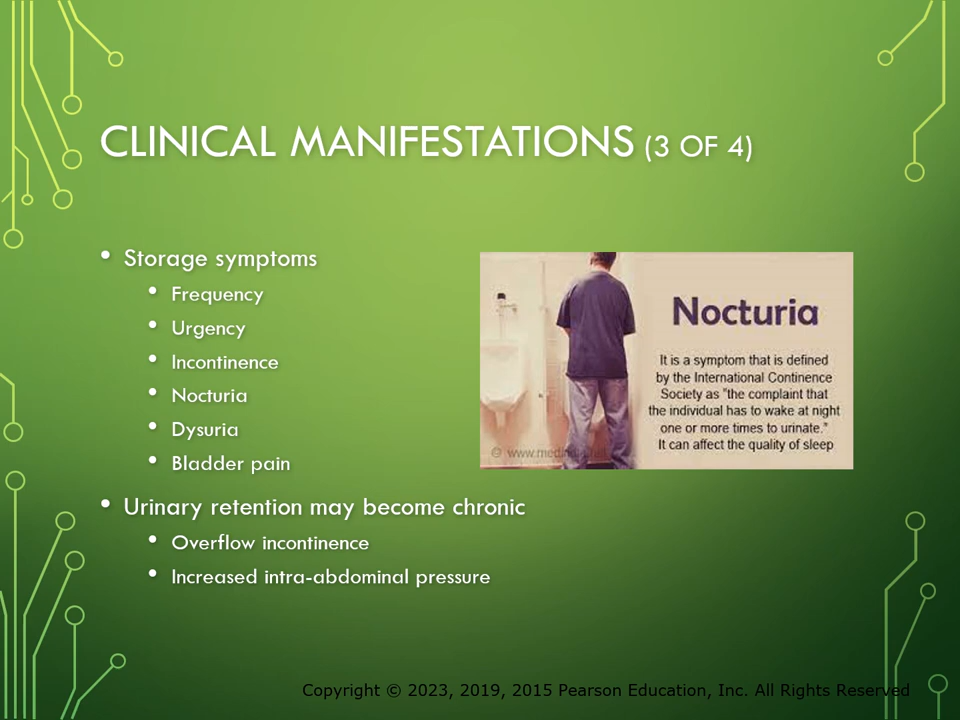 CLINICAL MANIFESTATIONS (3 OF 4)
• Storage symptoms
• Frequency
• Urgency
• Incontinence
• Nocturia
• Dysuria
• Bladder pain
• Urinary retention may become chronic
• Overflow incontinence
• Increased intra-abdominal pressure
Nocturia
It is a symptom that is defined
by the International Continence
Society as "the complaint that
the individual has to wake at night
one or more times to urinate."
It can affect the quality of sleep
Copyright © 2023, 2019, 2015 Pearson Education, Inc. All Rights Reserved